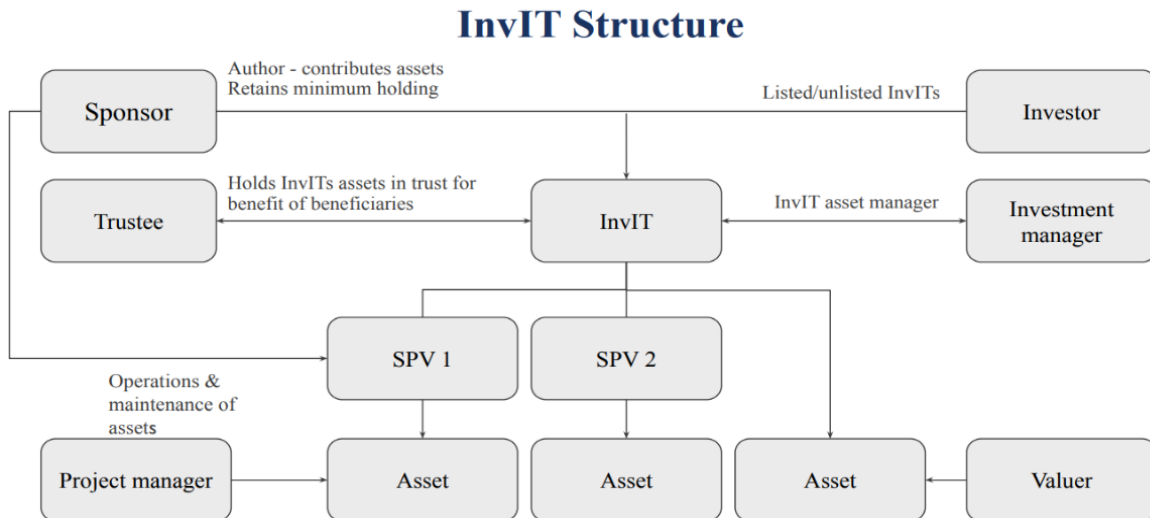 InvIT Structure
Author - contributes assets
Retains minimum holding
Listed/unlisted InvITs
Sponsor
Investor
Holds InvITs assets in trust for
benefit of beneficiaries
InvIT asset manager
Trustee
InvIT
Investment
manager
SPV 1
SPV 2
Operations &
maintenance of
assets
Project manager
Asset
Asset
Asset
Valuer